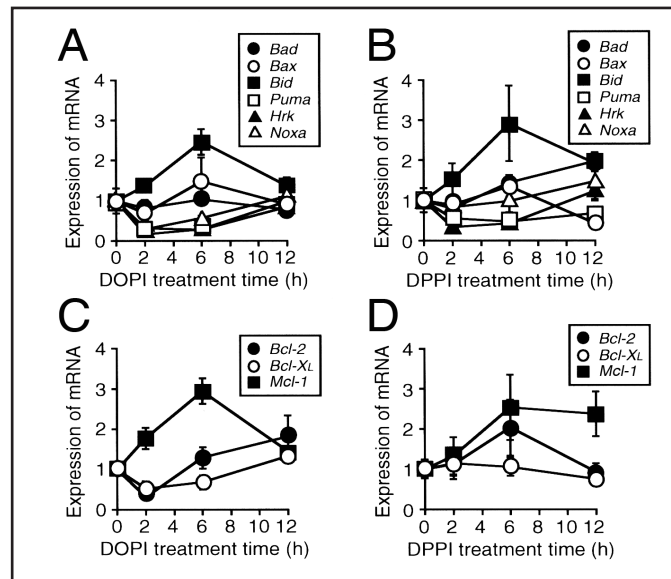 A
Bad
Bax
Bid
Puma
Hrk
Noxa
Expression of mRNA
4
3
2
1
0
0 2 4 6 8 10 12
DOPI treatment time (h)
B
Bad
Bax
Bid
Puma
Hrk
Noxa
Expression of mRNA
4
3
2
1
0
0 2 4 6 8 10 12
DPPI treatment time (h)
C
Bcl-2
Bcl-XL
Mcl-1
Expression of mRNA
4
3
2
1
0
0 2 4 6 8 10 12
DOPI treatment time (h)
D
Bcl-2
Bcl-XL
Mcl-1
Expression of mRNA
4
3
2
1
0
0 2 4 6 8 10 12
DPPI treatment time (h)